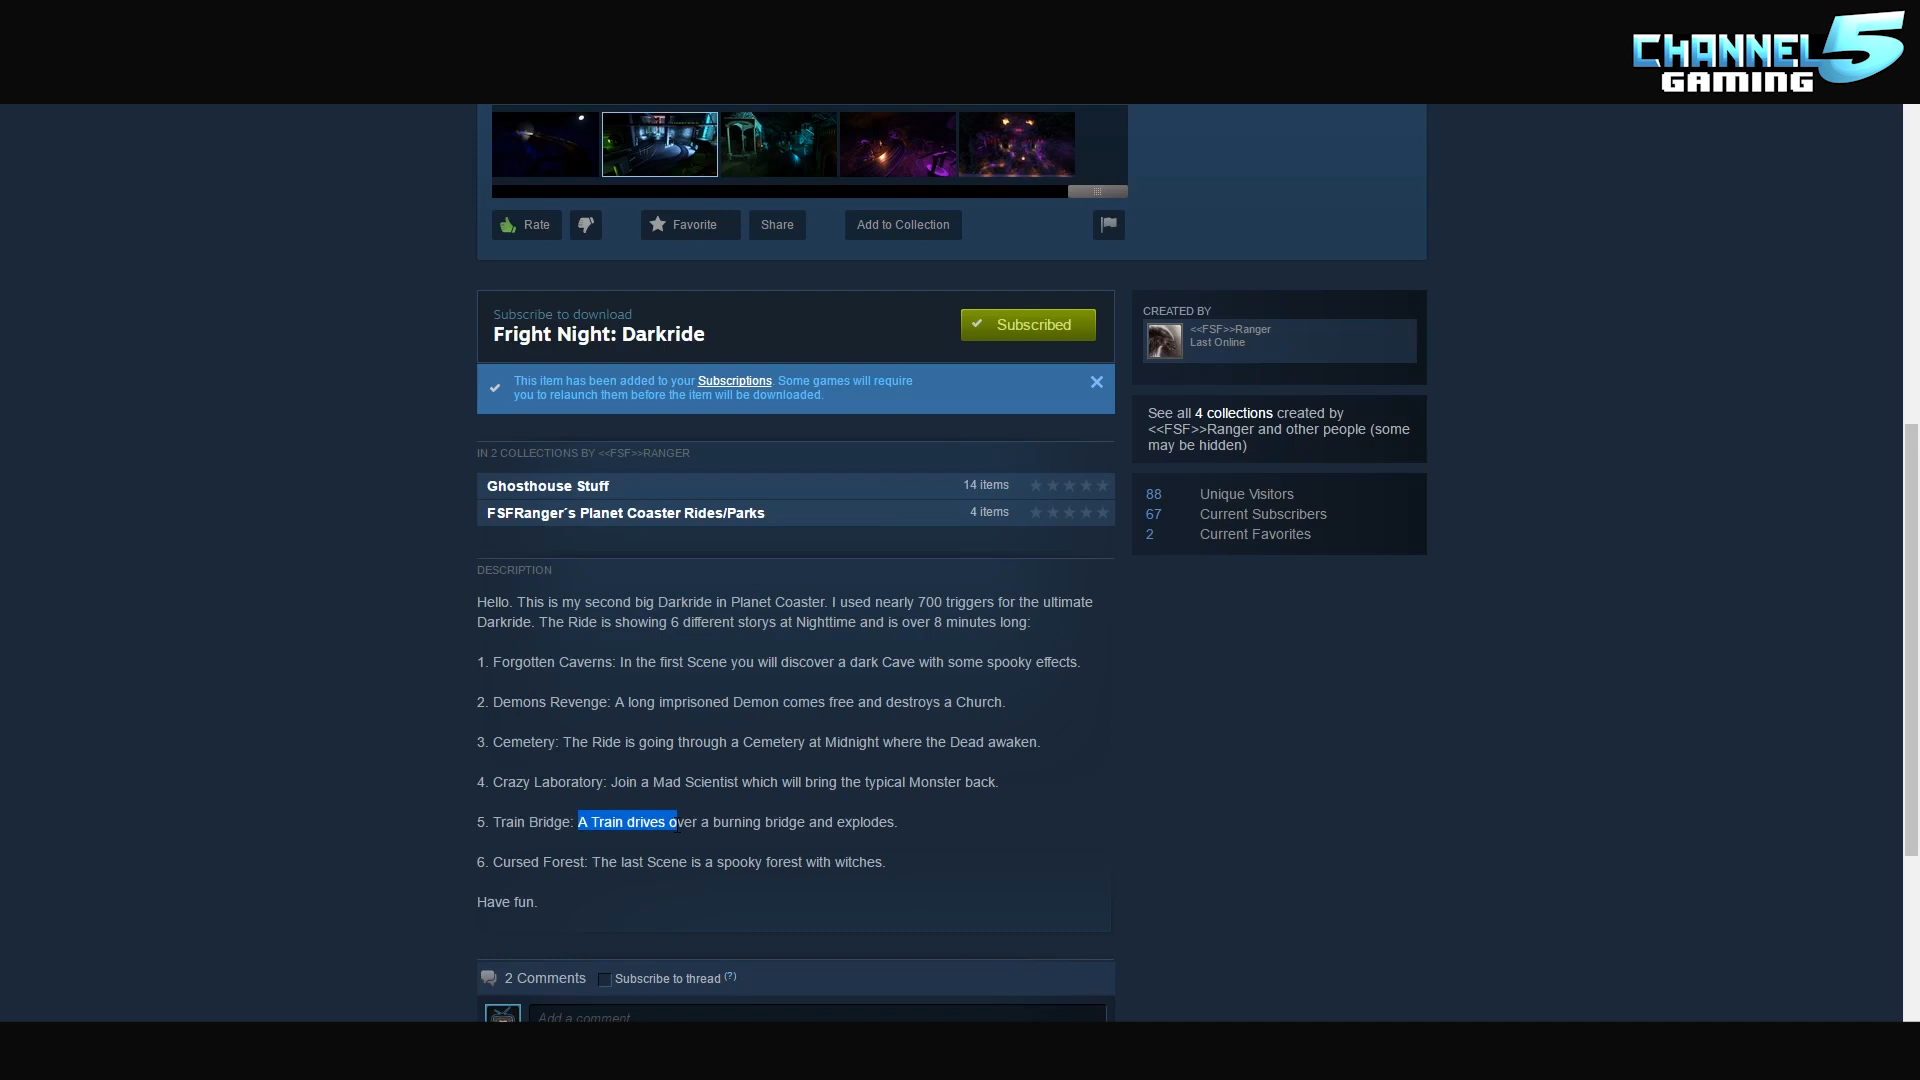 CHANNEL 5
GAMING
Rate
Favorite
Share
Add to Collection
Subscribe to download
Fright Night: Darkride
Subscribed
This item has been added to your Subscriptions. Some games will require
you to relaunch them before the item will be downloaded.
IN 2 COLLECTIONS BY <<FSF>>RANGER
Ghosthouse Stuff 14 items
FSFRanger´s Planet Coaster Rides/Parks 4 items
DESCRIPTION
Hello. This is my second big Darkride in Planet Coaster. I used nearly 700 triggers for the ultimate
Darkride. The Ride is showing 6 different storys at Nighttime and is over 8 minutes long:
1. Forgotten Caverns: In the first Scene you will discover a dark Cave with some spooky effects.
2. Demons Revenge: A long imprisoned Demon comes free and destroys a Church.
3. Cemetery: The Ride is going through a Cemetery at Midnight where the Dead awaken.
4. Crazy Laboratory: Join a Mad Scientist which will bring the typical Monster back.
5. Train Bridge: A Train drives over a burning bridge and explodes.
6. Cursed Forest: The last Scene is a spooky forest with witches.
Have fun.
2 Comments Subscribe to thread (?)
Add a comment
CREATED BY
<<FSF>>Ranger
Last Online
See all 4 collections created by
<<FSF>>Ranger and other people (some
may be hidden)
88 Unique Visitors
67 Current Subscribers
2 Current Favorites